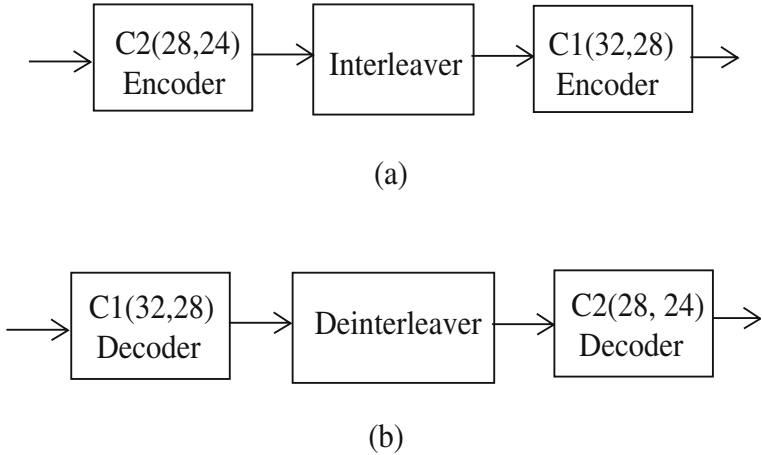 C2(28,24)
Encoder
Interleaver
C1(32,28)
Encoder
(a)
C1(32,28)
Decoder
Deinterleaver
C2(28, 24)
Decoder
(b)